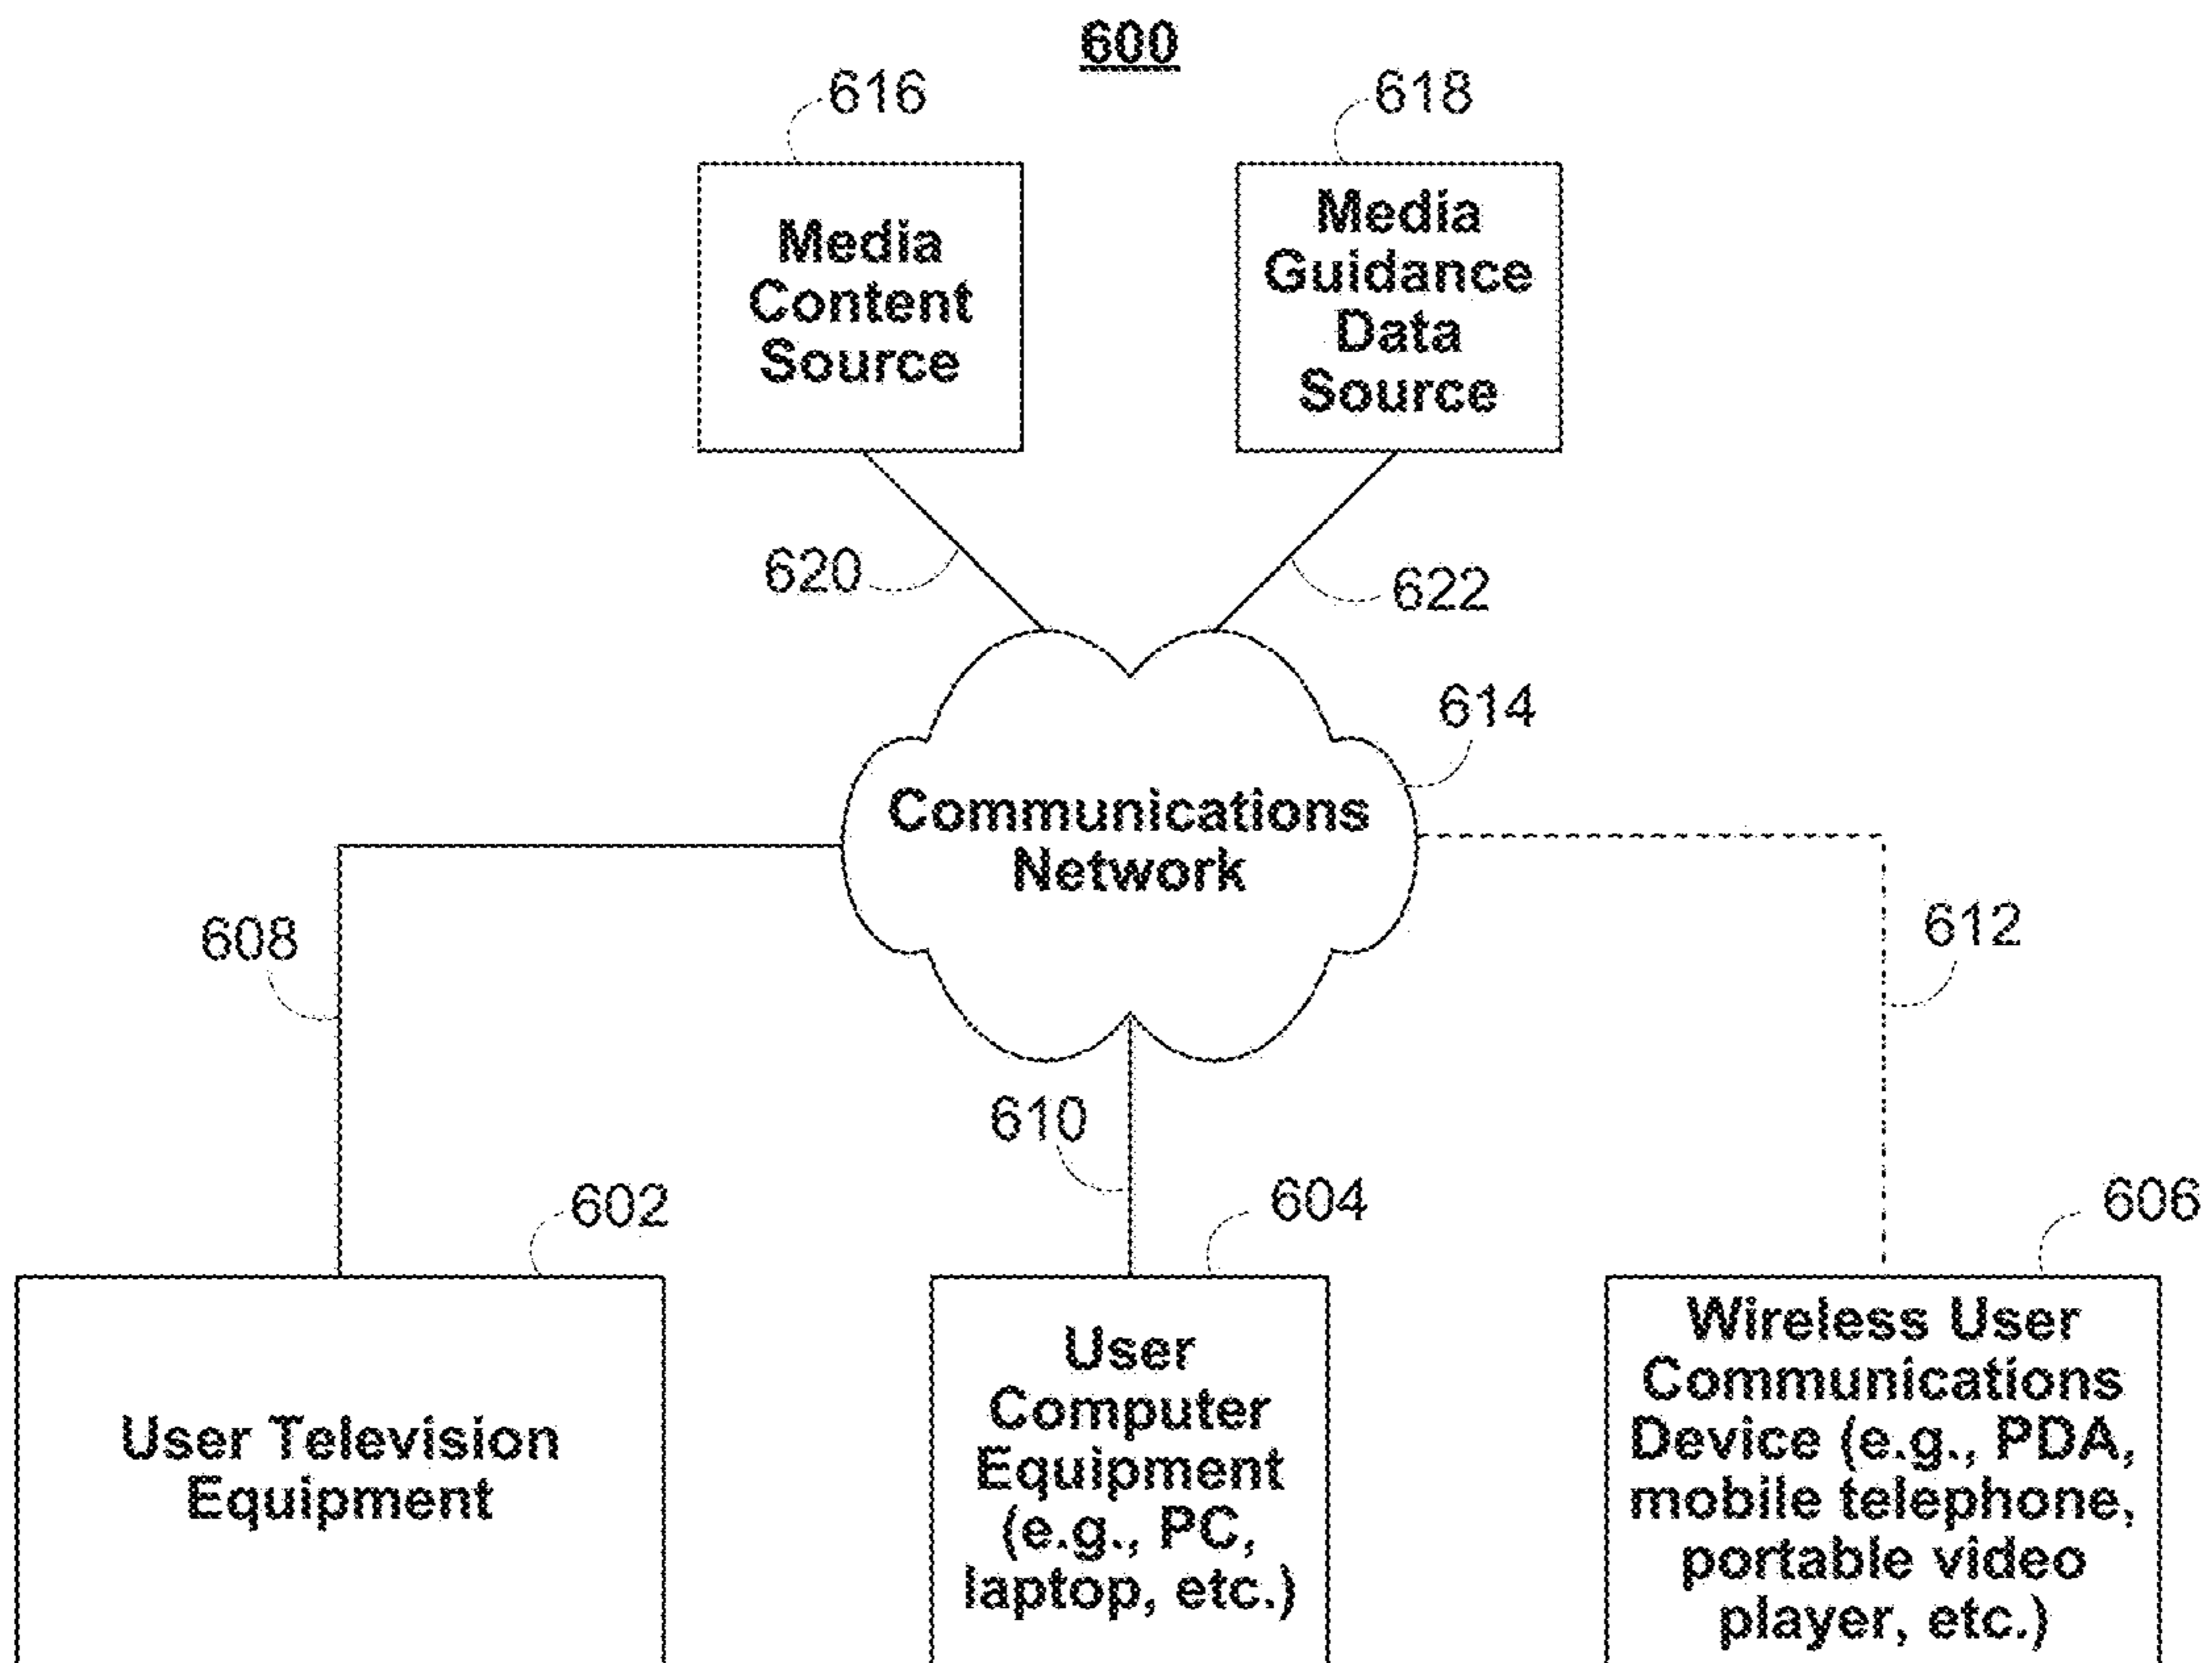 600
616
618
Media
Content
Source
Media
Guidance
Data
Source
620
622
614
Communications
Network
608
612
610
602
604
606
User Television
Equipment
User
Computer
Equipment
(e.g., PC,
laptop, etc.)
Wireless User
Communications
Device (e.g., PDA,
mobile telephone,
portable video
player, etc.)